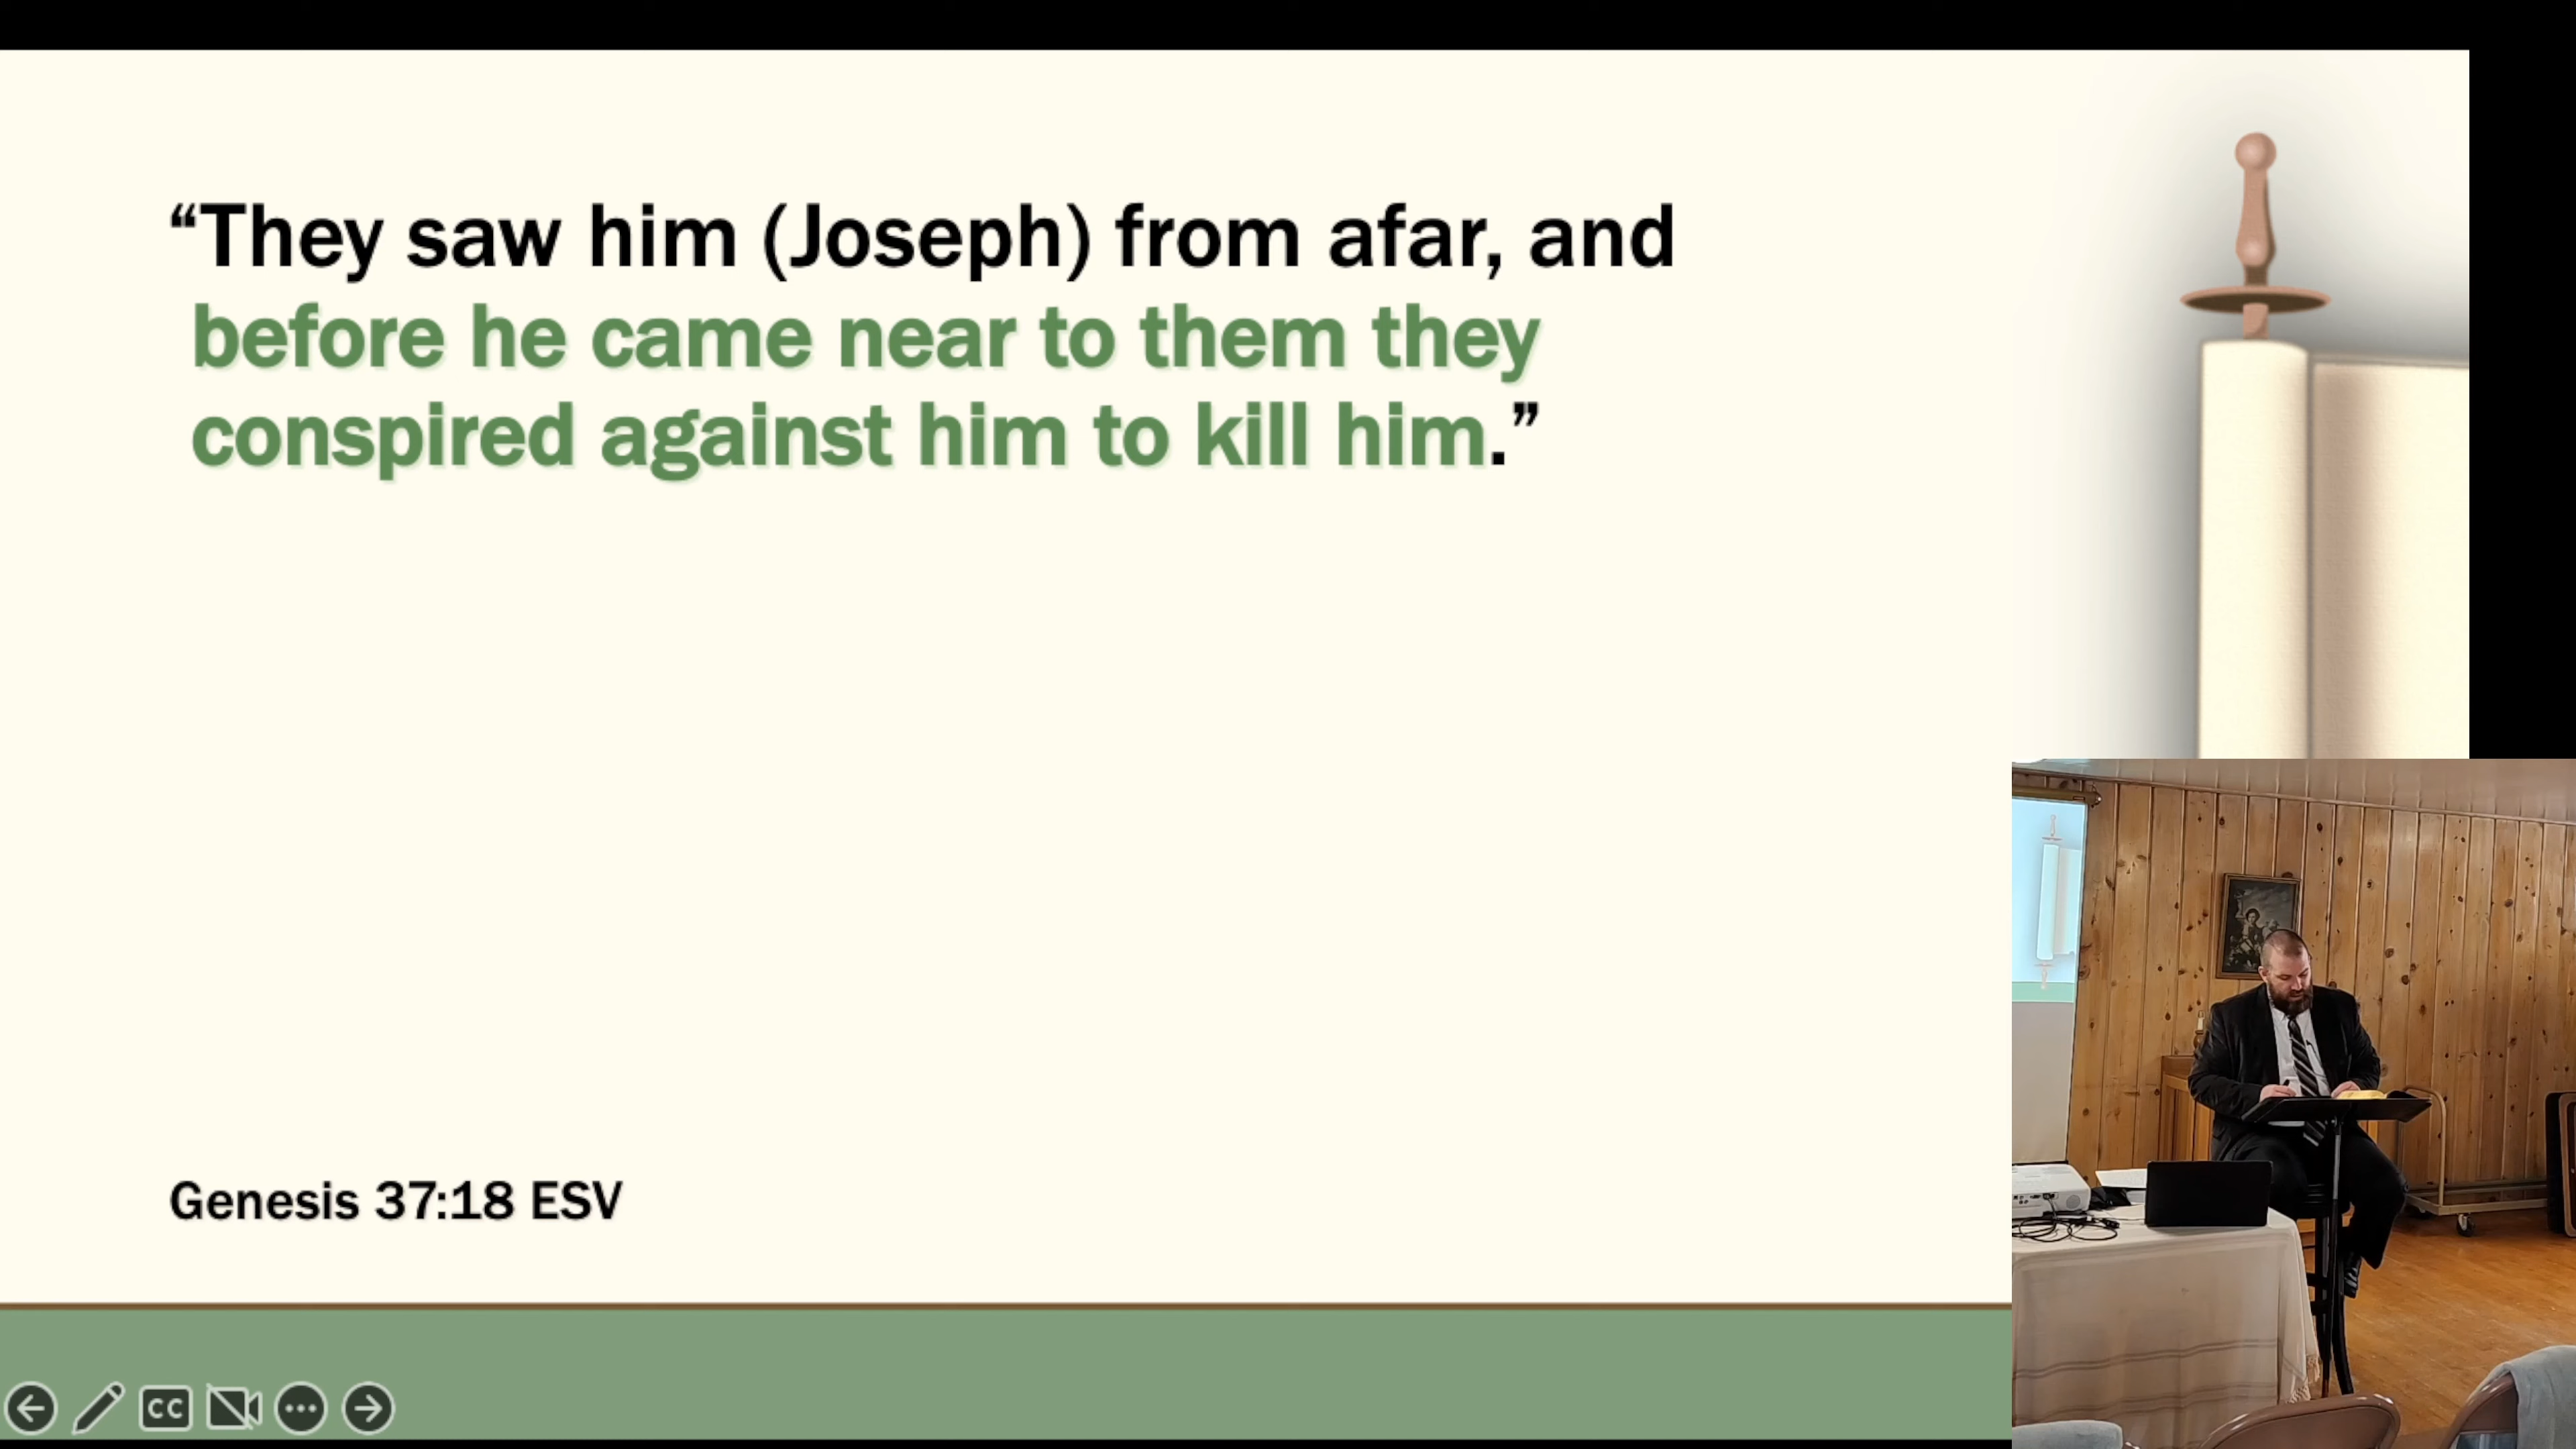 “They saw him (Joseph) from afar, and
before he came near to them they
conspired against him to kill him.”
Genesis 37:18 ESV
CC